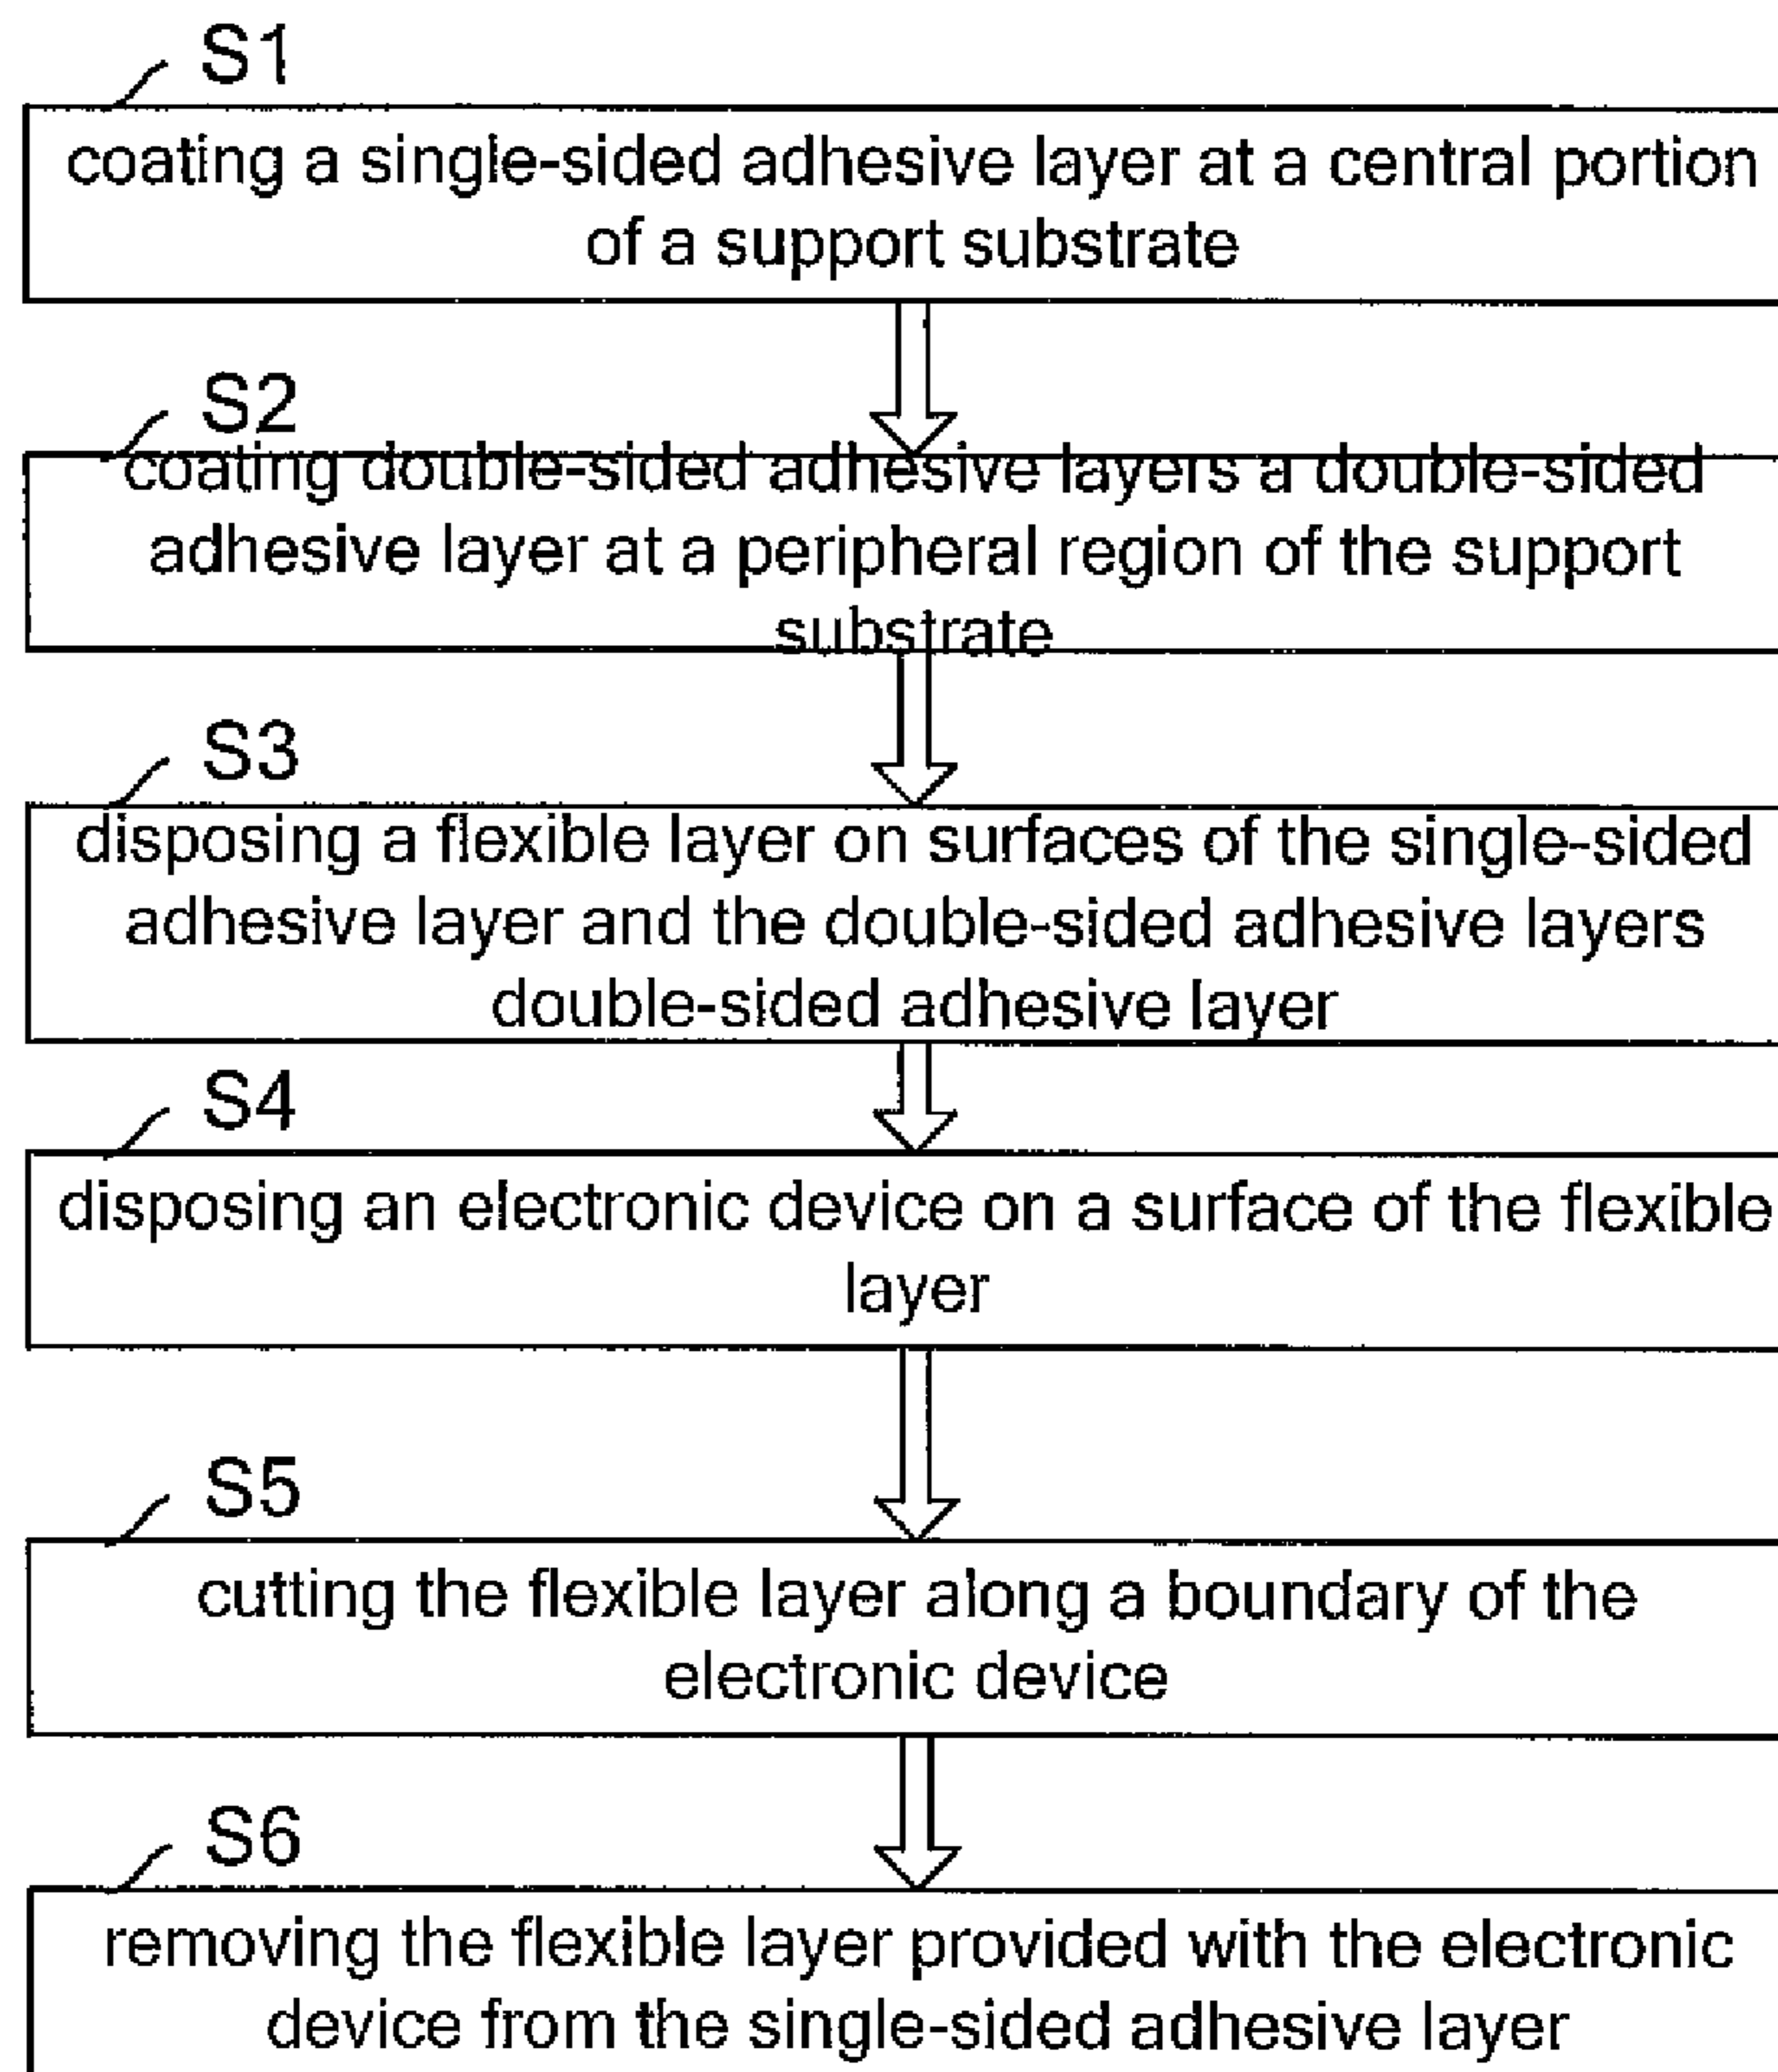 S1
coating a single-sided adhesive layer at a central portion
of a support substrate
S2
coating double-sided adhesive layers a double-sided
adhesive layer at a peripheral region of the support
substrate
S3
disposing a flexible layer on surfaces of the single-sided
adhesive layer and the double-sided adhesive layers
double-sided adhesive layer
S4
disposing an electronic device on a surface of the flexible
layer
S5
cutting the flexible layer along a boundary of the
electronic device
S6
removing the flexible layer provided with the electronic
device from the single-sided adhesive layer